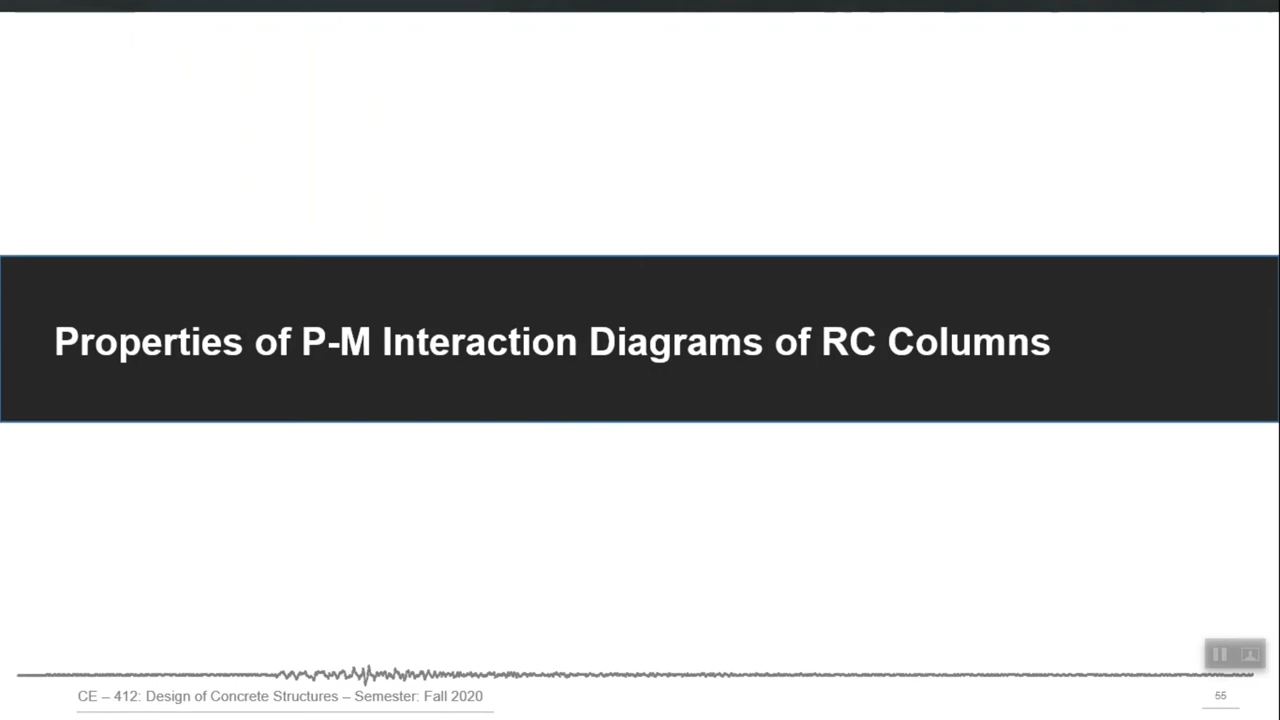 Properties of P-M Interaction Diagrams of RC Columns
CE – 412: Design of Concrete Structures – Semester: Fall 2020
55